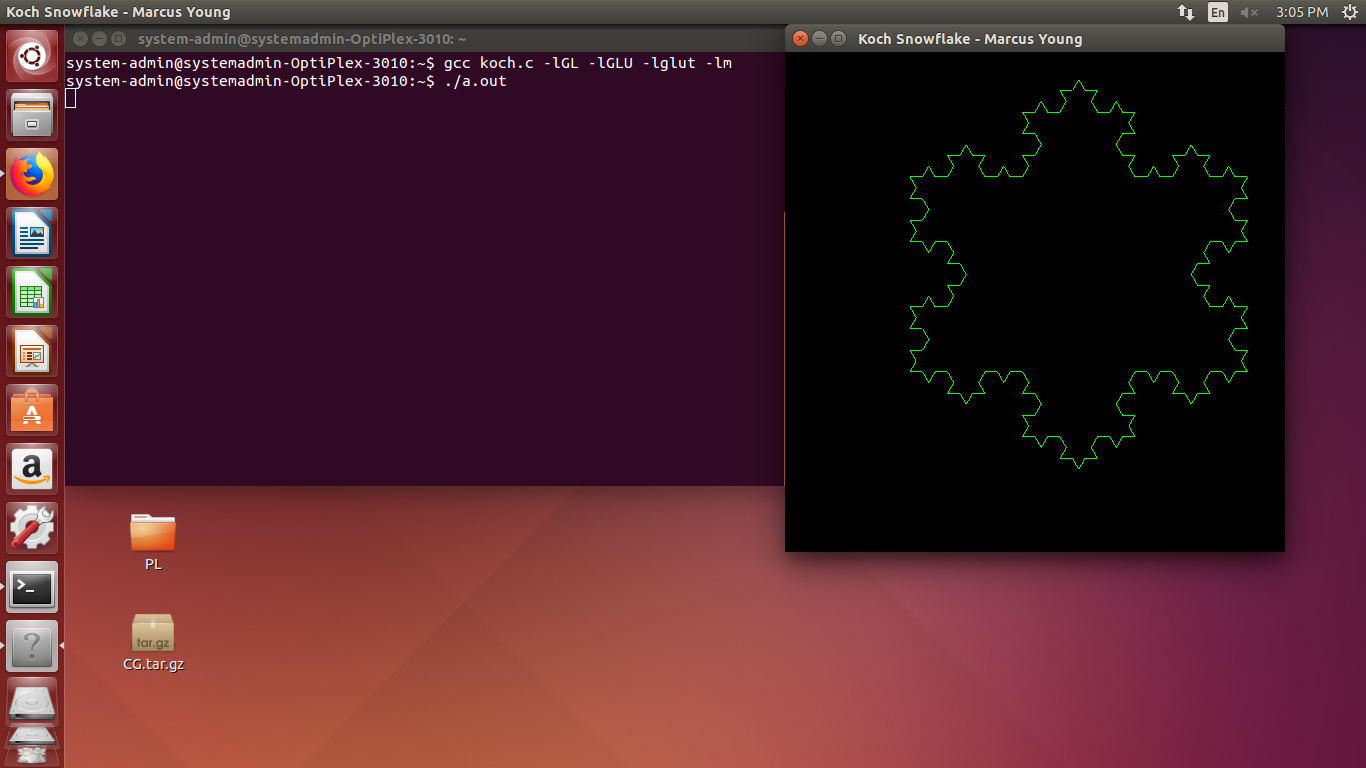 Koch Snowflake - Marcus Young
En
3:05 PM
system-admin@systemadmin-OptiPlex-3010: ~
Koch Snowflake - Marcus Young
system-admin@systemadmin-OptiPlex-3010:~$ gcc koch.c -lGL -lGLU -lglut -lm
system-admin@systemadmin-OptiPlex-3010:~$ ./a.out
PL
tar.gz
CG.tar.gz